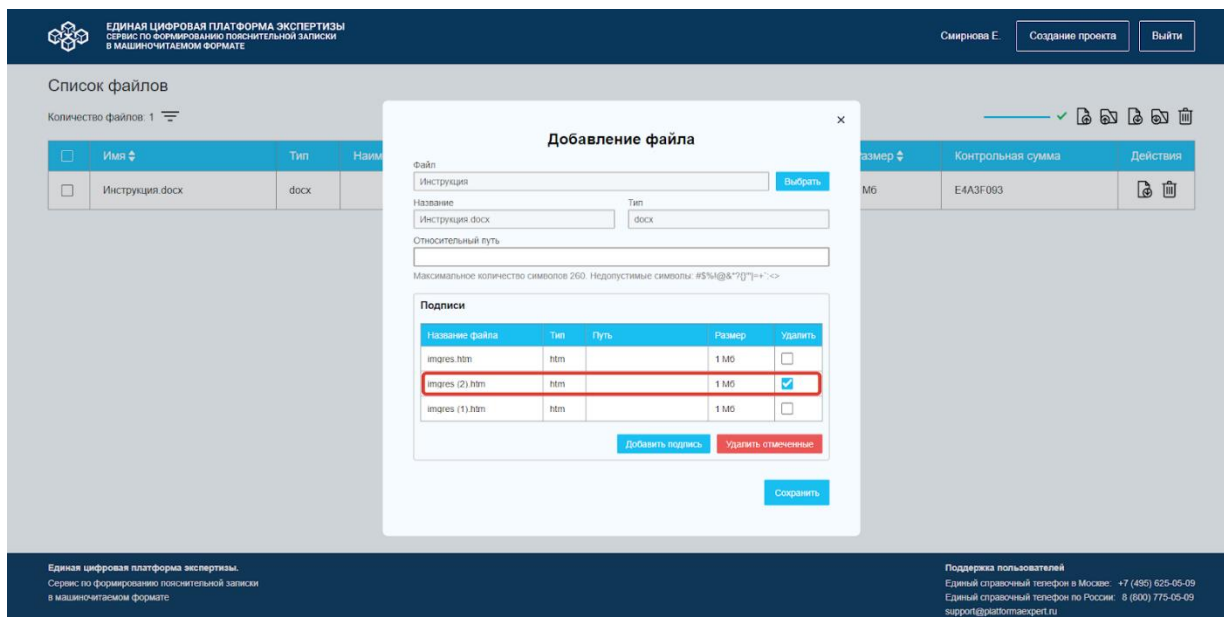 ЕДИНАЯ ЦИФРОВАЯ ПЛАТФОРМА ЭКСПЕРТИЗЫ
СЕРВИС ПО ФОРМИРОВАНИЮ ПОЯСНИТЕЛЬНОЙ ЗАПИСКИ
В МАШИНОЧИТАЕМОМ ФОРМАТЕ
Смирнова Е. Создание проекта Выйти
Список файлов
Количество файлов: 1
Имя Тип Наим азмер Контрольная сумма Действия
Инструкция.docx docx Мб E4A3F093
Добавление файла
Файл
Инструкция Выбрать
Название Тип
Инструкция.docx docx
Относительный путь
Максимальное количество символов 260. Недопустимые символы:
Подписи
Название файла Тип Путь Размер Удалить
imgres.htm htm 1 Мб
imgres (2).htm htm 1 Мб
imgres (1).htm htm 1 Мб
Добавить подпись Удалить отмеченные
Сохранить
Единая цифровая платформа экспертизы.
Сервис по формированию пояснительной записки
в машиночитаемом формате
Поддержка пользователей
Единый справочный телефон в Москве: +7 (495) 625-05-09
Единый справочный телефон по России: 8 (800) 775-05-09
support@platformaexpert.ru